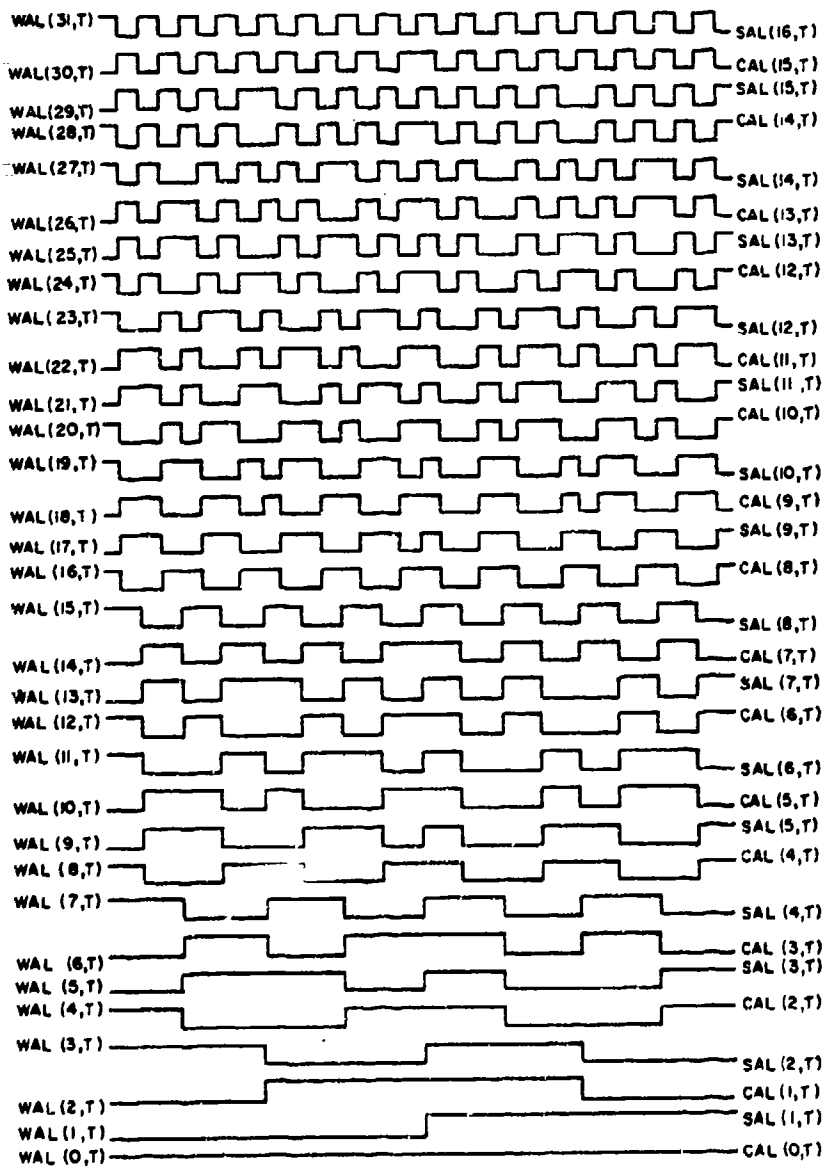 WAL(31,T) SAL(16,T)
WAL(30,T) CAL(15,T)
WAL(29,T) SAL(15,T)
WAL(28,T) CAL(14,T)
WAL(27,T) SAL(14,T)
WAL(26,T) CAL(13,T)
WAL(25,T) SAL(13,T)
WAL(24,T) CAL(12,T)
WAL(23,T) SAL(12,T)
WAL(22,T) CAL(11,T)
WAL(21,T) SAL(11,T)
WAL(20,T) CAL(10,T)
WAL(19,T) SAL(10,T)
WAL(18,T) CAL(9,T)
WAL(17,T) SAL(9,T)
WAL(16,T) CAL(8,T)
WAL(15,T) SAL(8,T)
WAL(14,T) CAL(7,T)
WAL(13,T) SAL(7,T)
WAL(12,T) CAL(6,T)
WAL(11,T) SAL(6,T)
WAL(10,T) CAL(5,T)
WAL(9,T) SAL(5,T)
WAL(8,T) CAL(4,T)
WAL(7,T) SAL(4,T)
WAL(6,T) CAL(3,T)
WAL(5,T) SAL(3,T)
WAL(4,T) CAL(2,T)
WAL(3,T) SAL(2,T)
WAL(2,T) CAL(1,T)
WAL(1,T) SAL(1,T)
WAL(0,T) CAL(0,T)